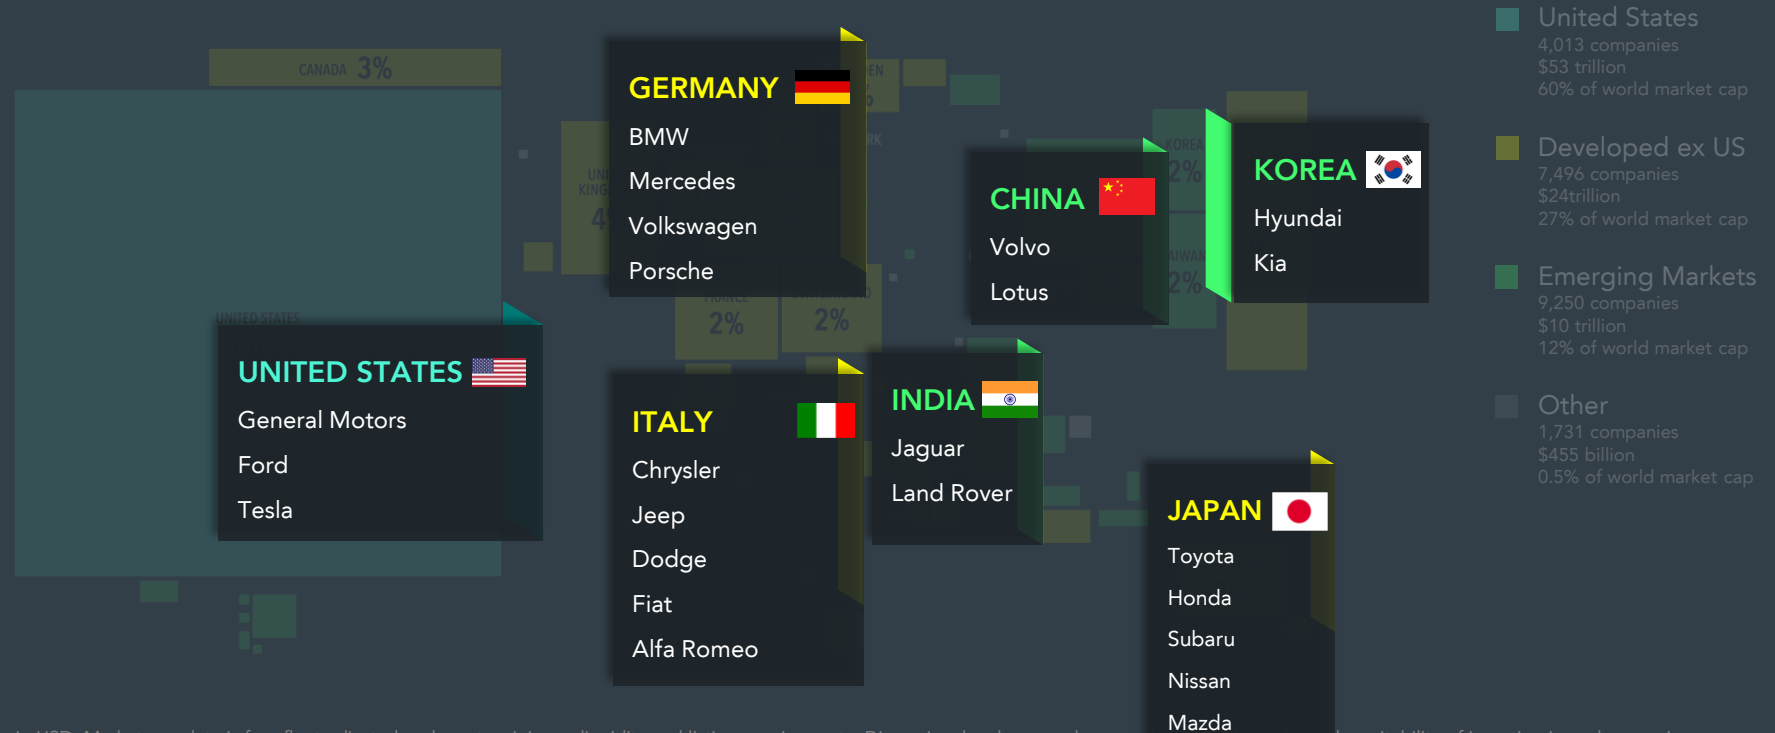 CANADA 3%
UNITED STATES
GERMANY
BMW
Mercedes
Volkswagen
Porsche
FRANCE
2%
2%
KOREA
2%
2%
CHINA
Volvo
Lotus
KOREA
Hyundai
Kia
UNITED STATES
General Motors
Ford
Tesla
ITALY
Chrysler
Jeep
Dodge
Fiat
Alfa Romeo
INDIA
Jaguar
Land Rover
JAPAN
Toyota
Honda
Subaru
Nissan
Mazda
United States
4,013 companies
$53 trillion
60% of world market cap
Developed ex US
7,496 companies
$24trillion
27% of world market cap
Emerging Markets
9,250 companies
$10 trillion
12% of world market cap
Other
1,731 companies
$455 billion
0.5% of world market cap